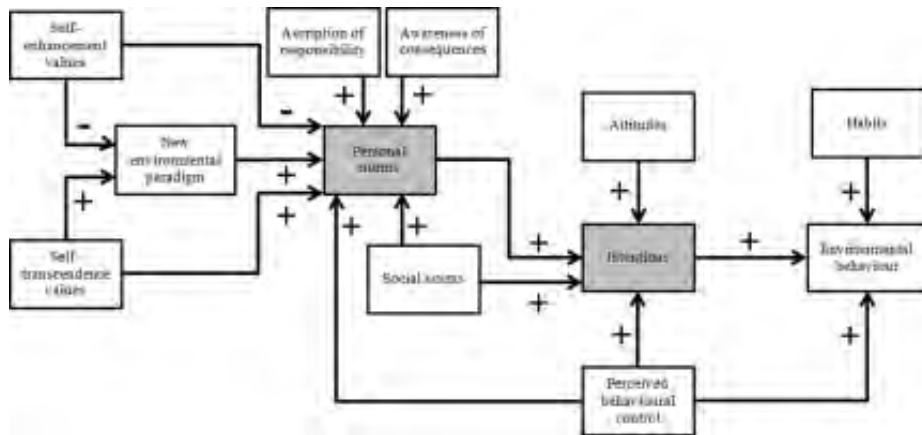 Self-
enhancement
values
Ascription of
responsibility
Awareness of
consequences
+
+
-
-
New
environmental
paradigm
Personal
norms
Attitudes
Habits
+
+
+
+
+
+
+
Self-
transcendence
values
Social norms
+
+
Intentions
+
Environmental
behaviour
+
+
Perceived
behavioural
control